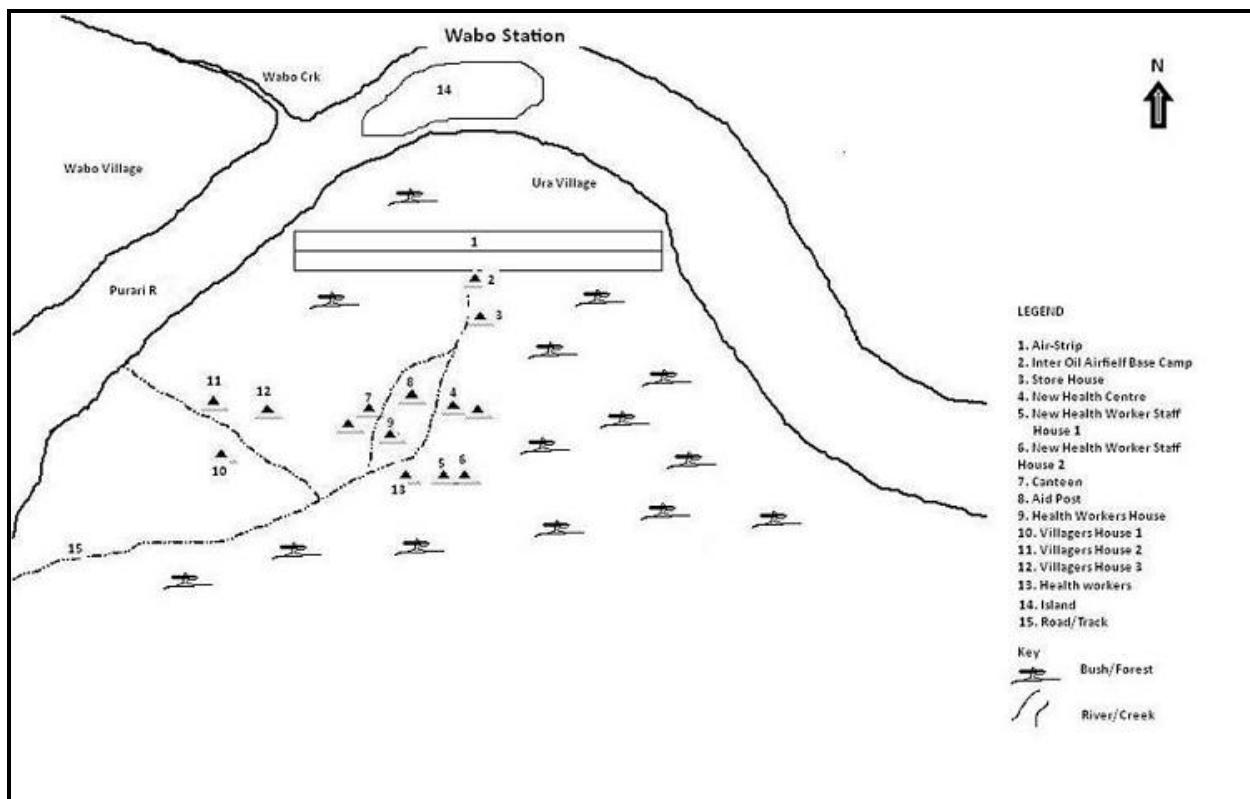 Wabo Station
N
Wabo Crk
14
Wabo Village
Ura Village
1
Purari R
2
3
11
12
8
7
4
9
10
5
6
13
15
LEGEND
1. Air-Strip
2. Inter Oil Airfielf Base Camp
3. Store House
4. New Health Centre
5. New Health Worker Staff
House 1
6. New Health Worker Staff
House 2
7. Canteen
8. Aid Post
9. Health Workers House
10. Villagers House 1
11. Villagers House 2
12. Villagers House 3
13. Health workers
14. Island
15. Road/Track
Key
Bush/Forest
River/Creek